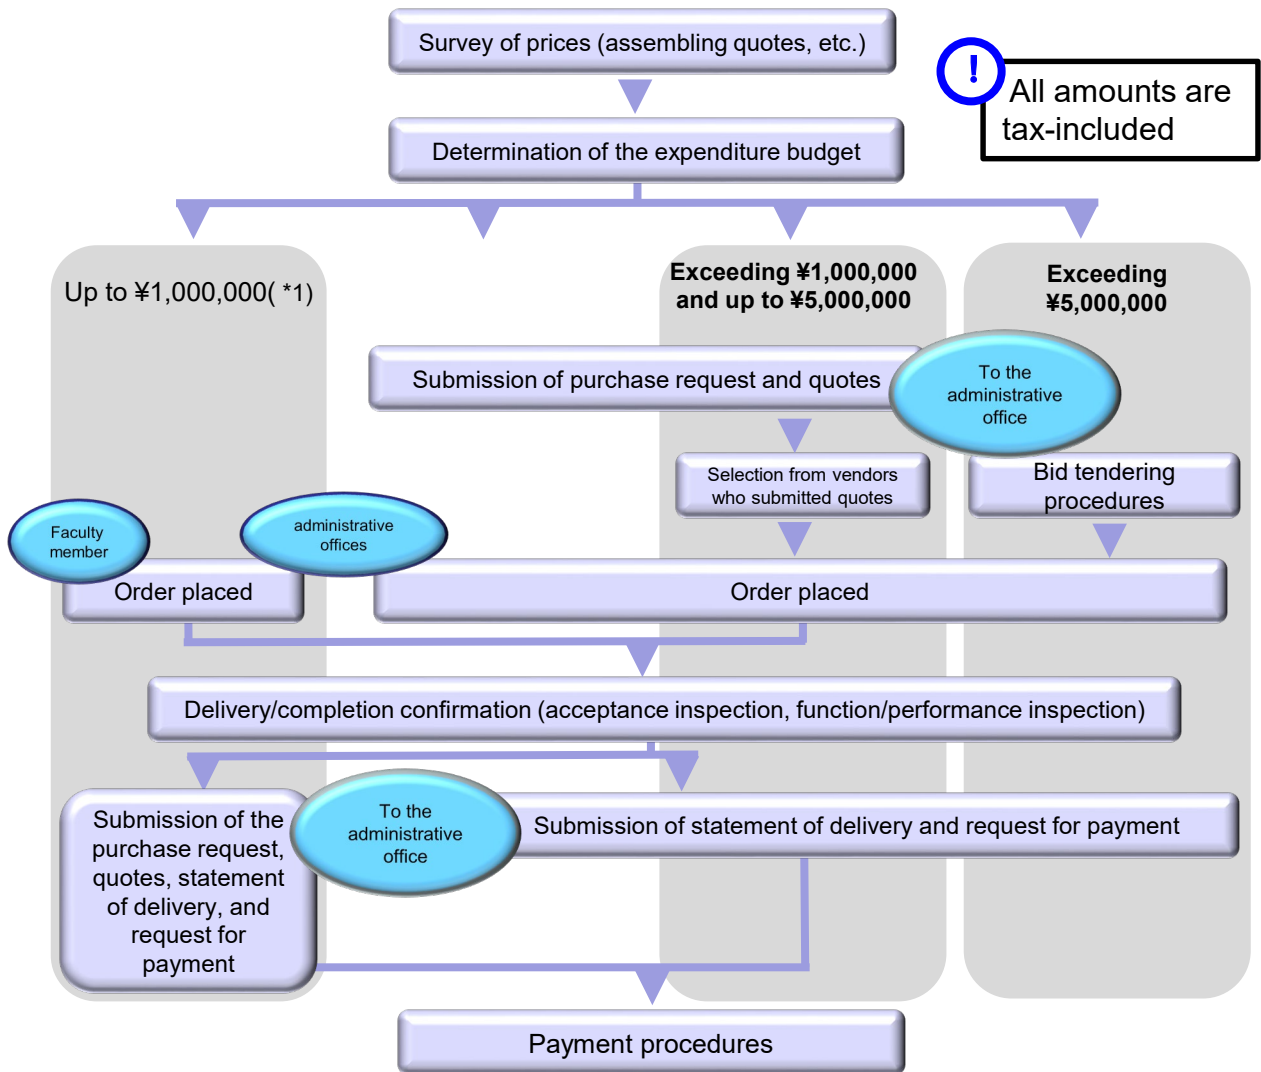 Survey of prices (assembling quotes, etc.)
!
All amounts are
tax-included
Determination of the expenditure budget
Up to ¥1,000,000( *1)
Exceeding ¥1,000,000
and up to ¥5,000,000
Exceeding
¥5,000,000
Submission of purchase request and quotes
To the
administrative
office
Selection from vendors
who submitted quotes
Bid tendering
procedures
Faculty
member
administrative
offices
Order placed
Order placed
Delivery/completion confirmation (acceptance inspection, function/performance inspection)
Submission of the
purchase request,
quotes, statement
of delivery, and
request for
payment
To the
administrative
office
Submission of statement of delivery and request for payment
Payment procedures